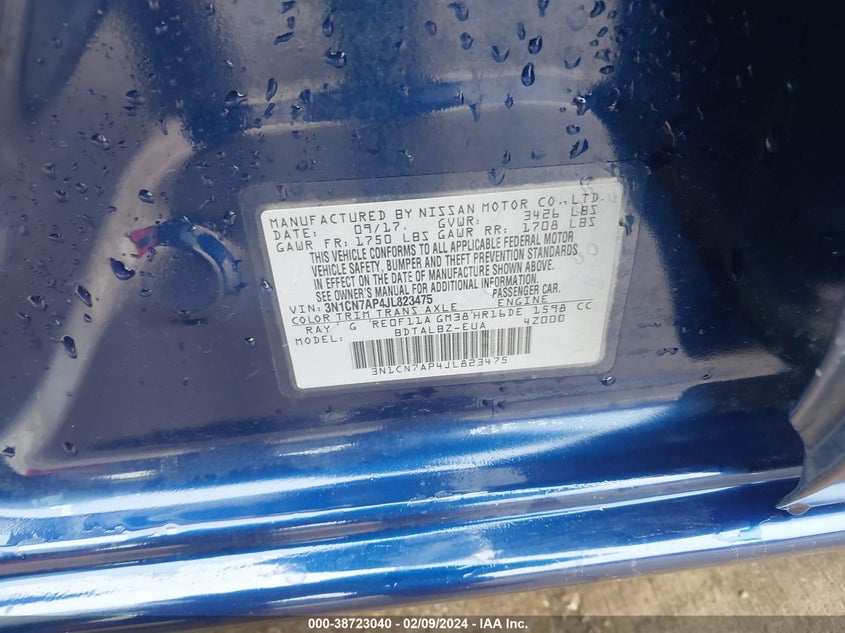 MANUFACTURED BY NISSAN MOTOR CO.,LTD.
DATE: 09/17. GVWR: 3426 LBS
GAWR FR: 1750 LBS GAWR RR: 1708 LBS
THIS VEHICLE CONFORMS TO ALL APPLICABLE FEDERAL MOTOR
VEHICLE SAFETY, BUMPER AND THEFT PREVENTION STANDARDS
IN EFFECT ON THE DATE OF MANUFACTURE SHOWN ABOVE.
SEE OWNER'S MANUAL FOR ADDITIONAL INFORMATION.
PASSENGER CAR.
VIN: 3N1CN7AP4JL823475
COLOR TRIM TRANS AXLE ENGINE
RAY G RE0F11A GM38 HR16DE 1598 CC
MODEL: BDTALBZ-EUA 4Z000
3N1CN7AP4JL823475
000-38723040 - 02/09/2024 - IAA Inc.